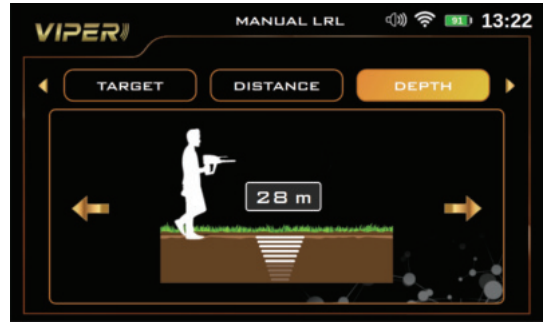 VIPER
MANUAL LRL
91
13:22
TARGET
DISTANCE
DEPTH
28 m